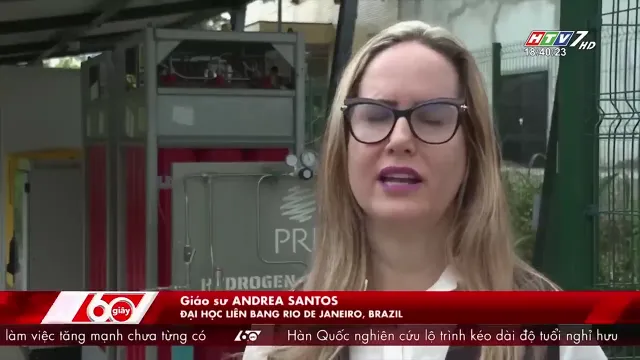 HTV7 HD
18:40:23
PR
HYDROGEN
60 giây
Giáo sư ANDREA SANTOS
ĐẠI HỌC LIÊN BANG RIO DE JANEIRO, BRAZIL
làm việc tăng mạnh chưa từng có 60 giây Hàn Quốc nghiên cứu lộ trình kéo dài độ tuổi nghỉ hưu